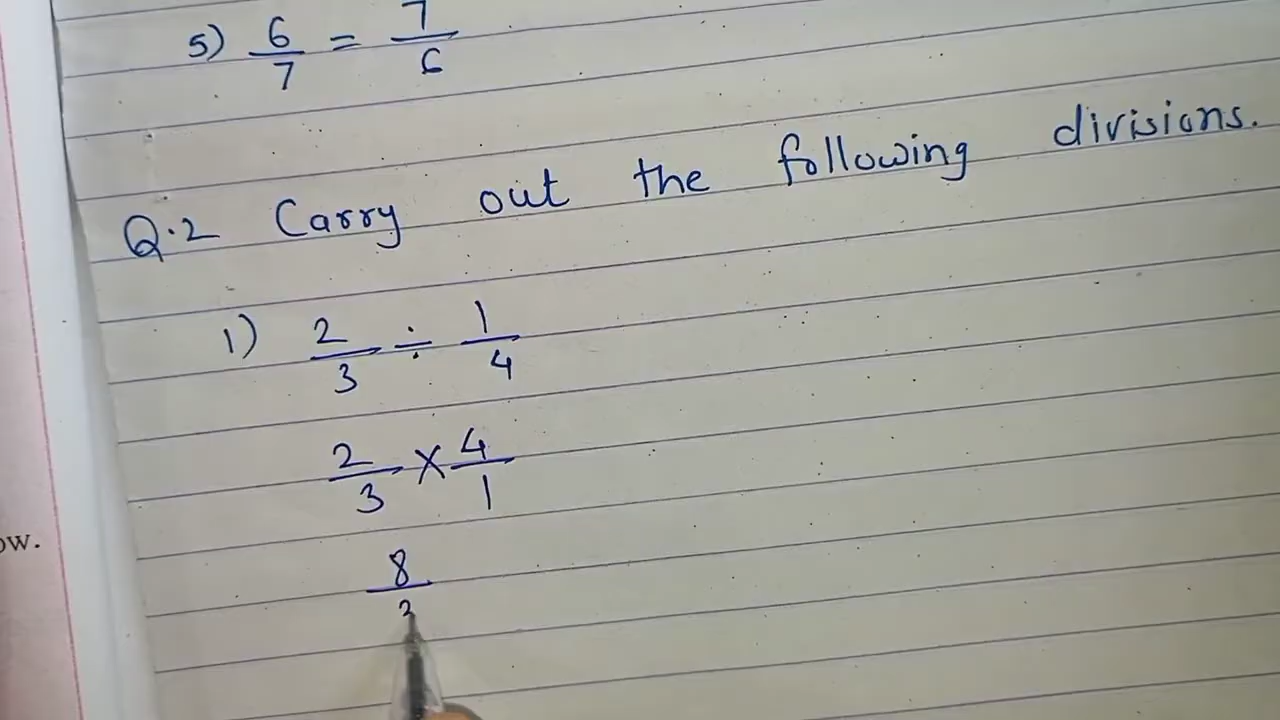 5) 6/7 = 7/6
Q.2 Carry out the following divisions.
1) 2/3 ÷ 1/4
2/3 × 4/1
ow.
8/3